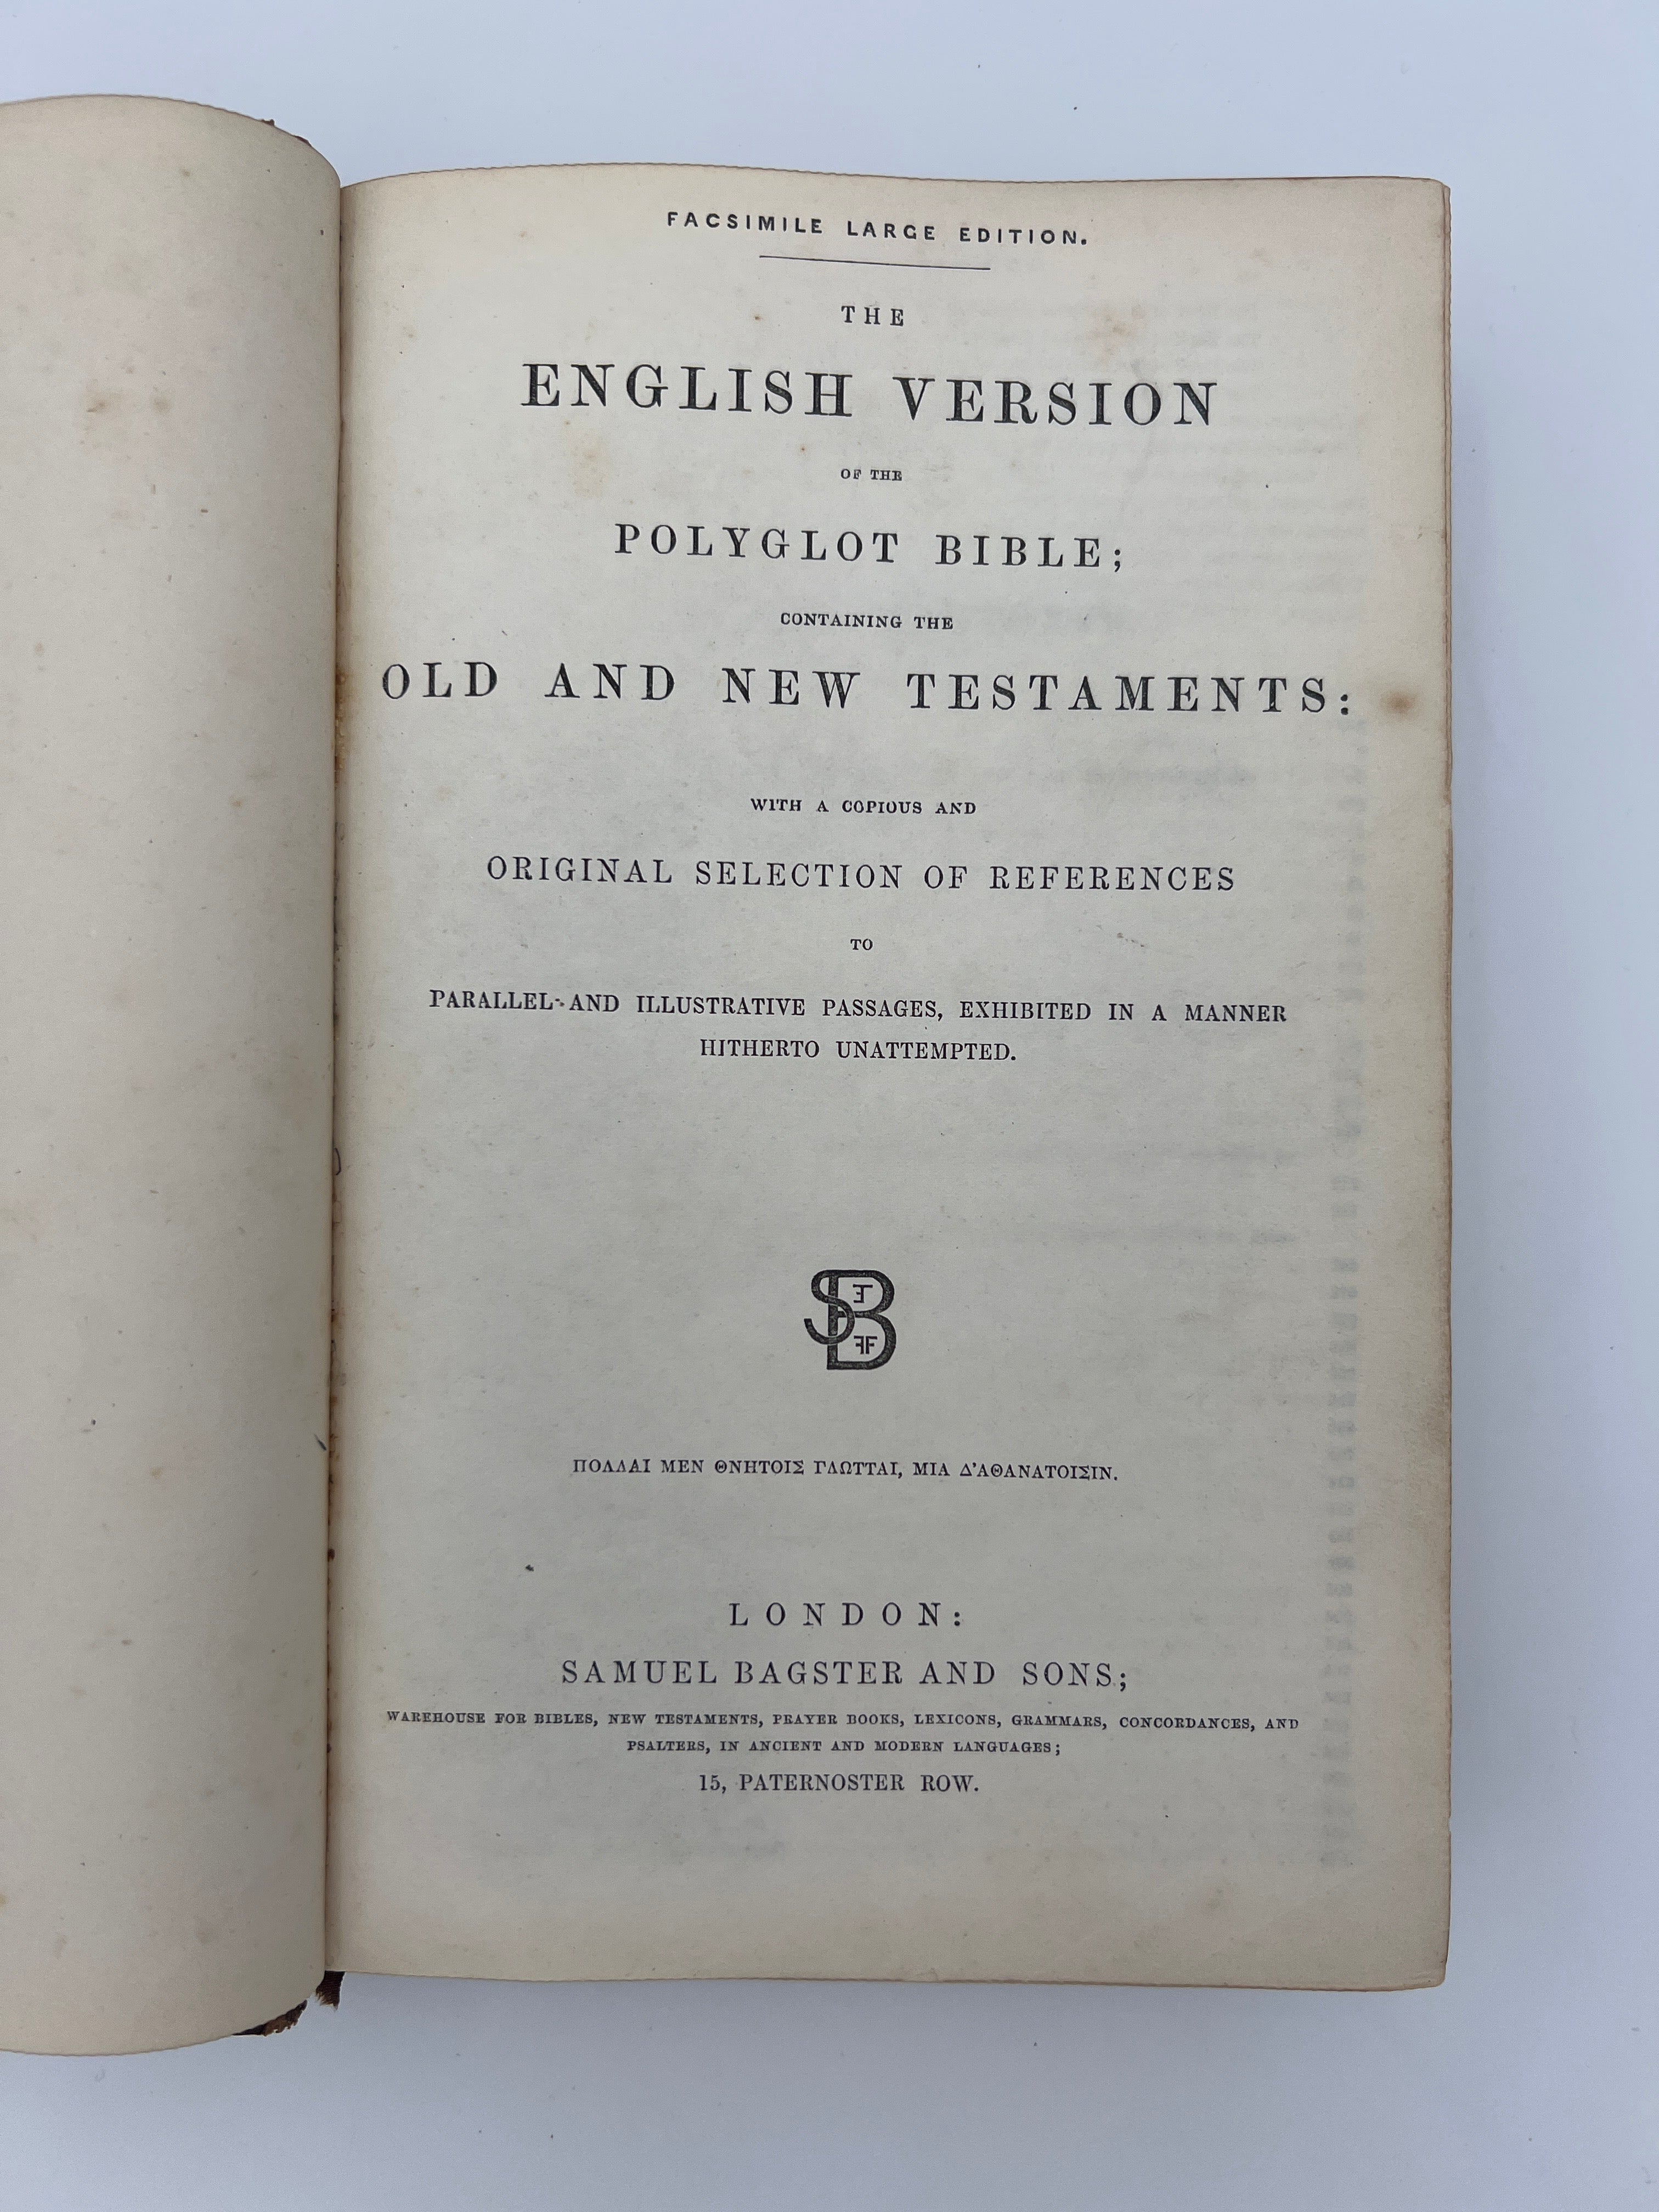 FACSIMILE LARGE EDITION.
THE
ENGLISH VERSION
OF THE
POLYGLOT BIBLE;
CONTAINING THE
OLD AND NEW TESTAMENTS:
WITH A COPIOUS AND
ORIGINAL SELECTION OF REFERENCES
TO
PARALLEL AND ILLUSTRATIVE PASSAGES, EXHIBITED IN A MANNER
HITHERTO UNATTEMPTED.
SB
ΠΟΛΛΑΙ ΜΕΝ ΘΝΗΤΟΙΣ ΓΛΩΤΤΑΙ, ΜΙΑ Δ'ΑΘΑΝΑΤΟΙΣΙΝ.
LONDON:
SAMUEL BAGSTER AND SONS;
WAREHOUSE FOR BIBLES, NEW TESTAMENTS, PRAYER BOOKS, LEXICONS, GRAMMARS, CONCORDANCES, AND
PSALTERS, IN ANCIENT AND MODERN LANGUAGES;
15, PATERNOSTER ROW.